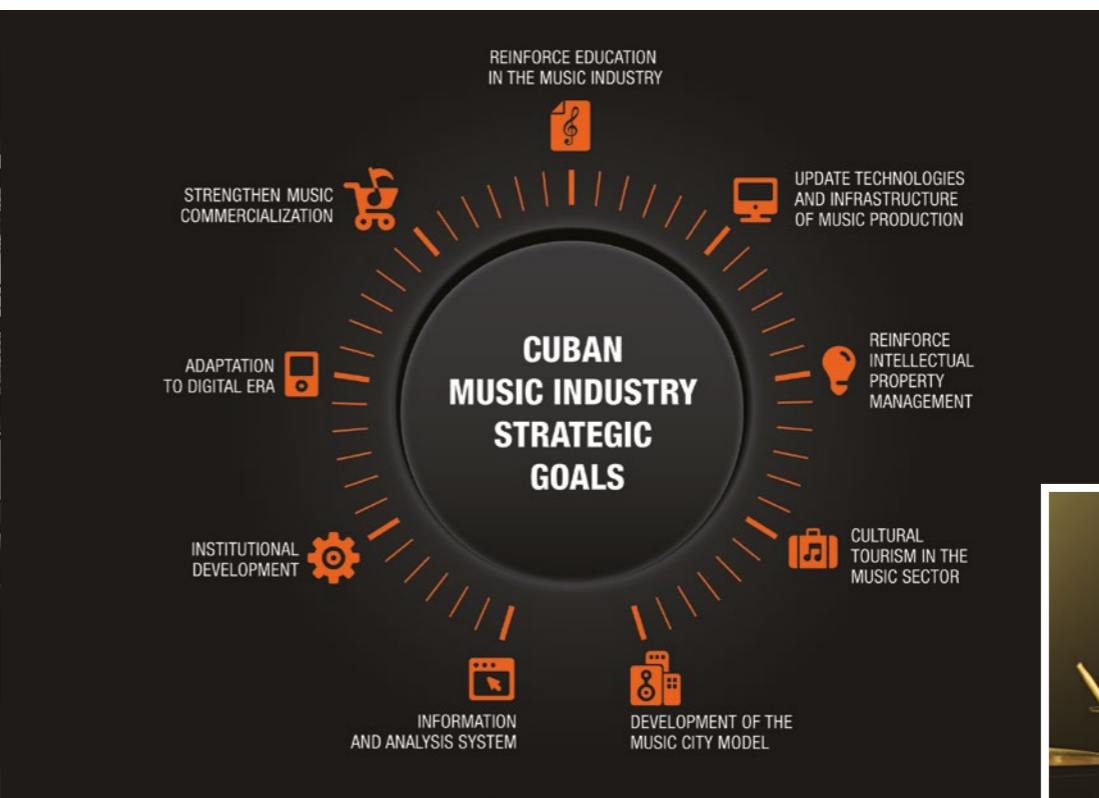 REINFORCE EDUCATION
IN THE MUSIC INDUSTRY
STRENGTHEN MUSIC
COMMERCIALIZATION
UPDATE TECHNOLOGIES
AND INFRASTRUCTURE
OF MUSIC PRODUCTION
ADAPTATION
TO DIGITAL ERA
CUBAN
MUSIC INDUSTRY
STRATEGIC
GOALS
REINFORCE
INTELLECTUAL
PROPERTY
MANAGEMENT
INSTITUTIONAL
DEVELOPMENT
CULTURAL
TOURISM IN THE
MUSIC SECTOR
INFORMATION
AND ANALYSIS SYSTEM
DEVELOPMENT OF THE
MUSIC CITY MODEL